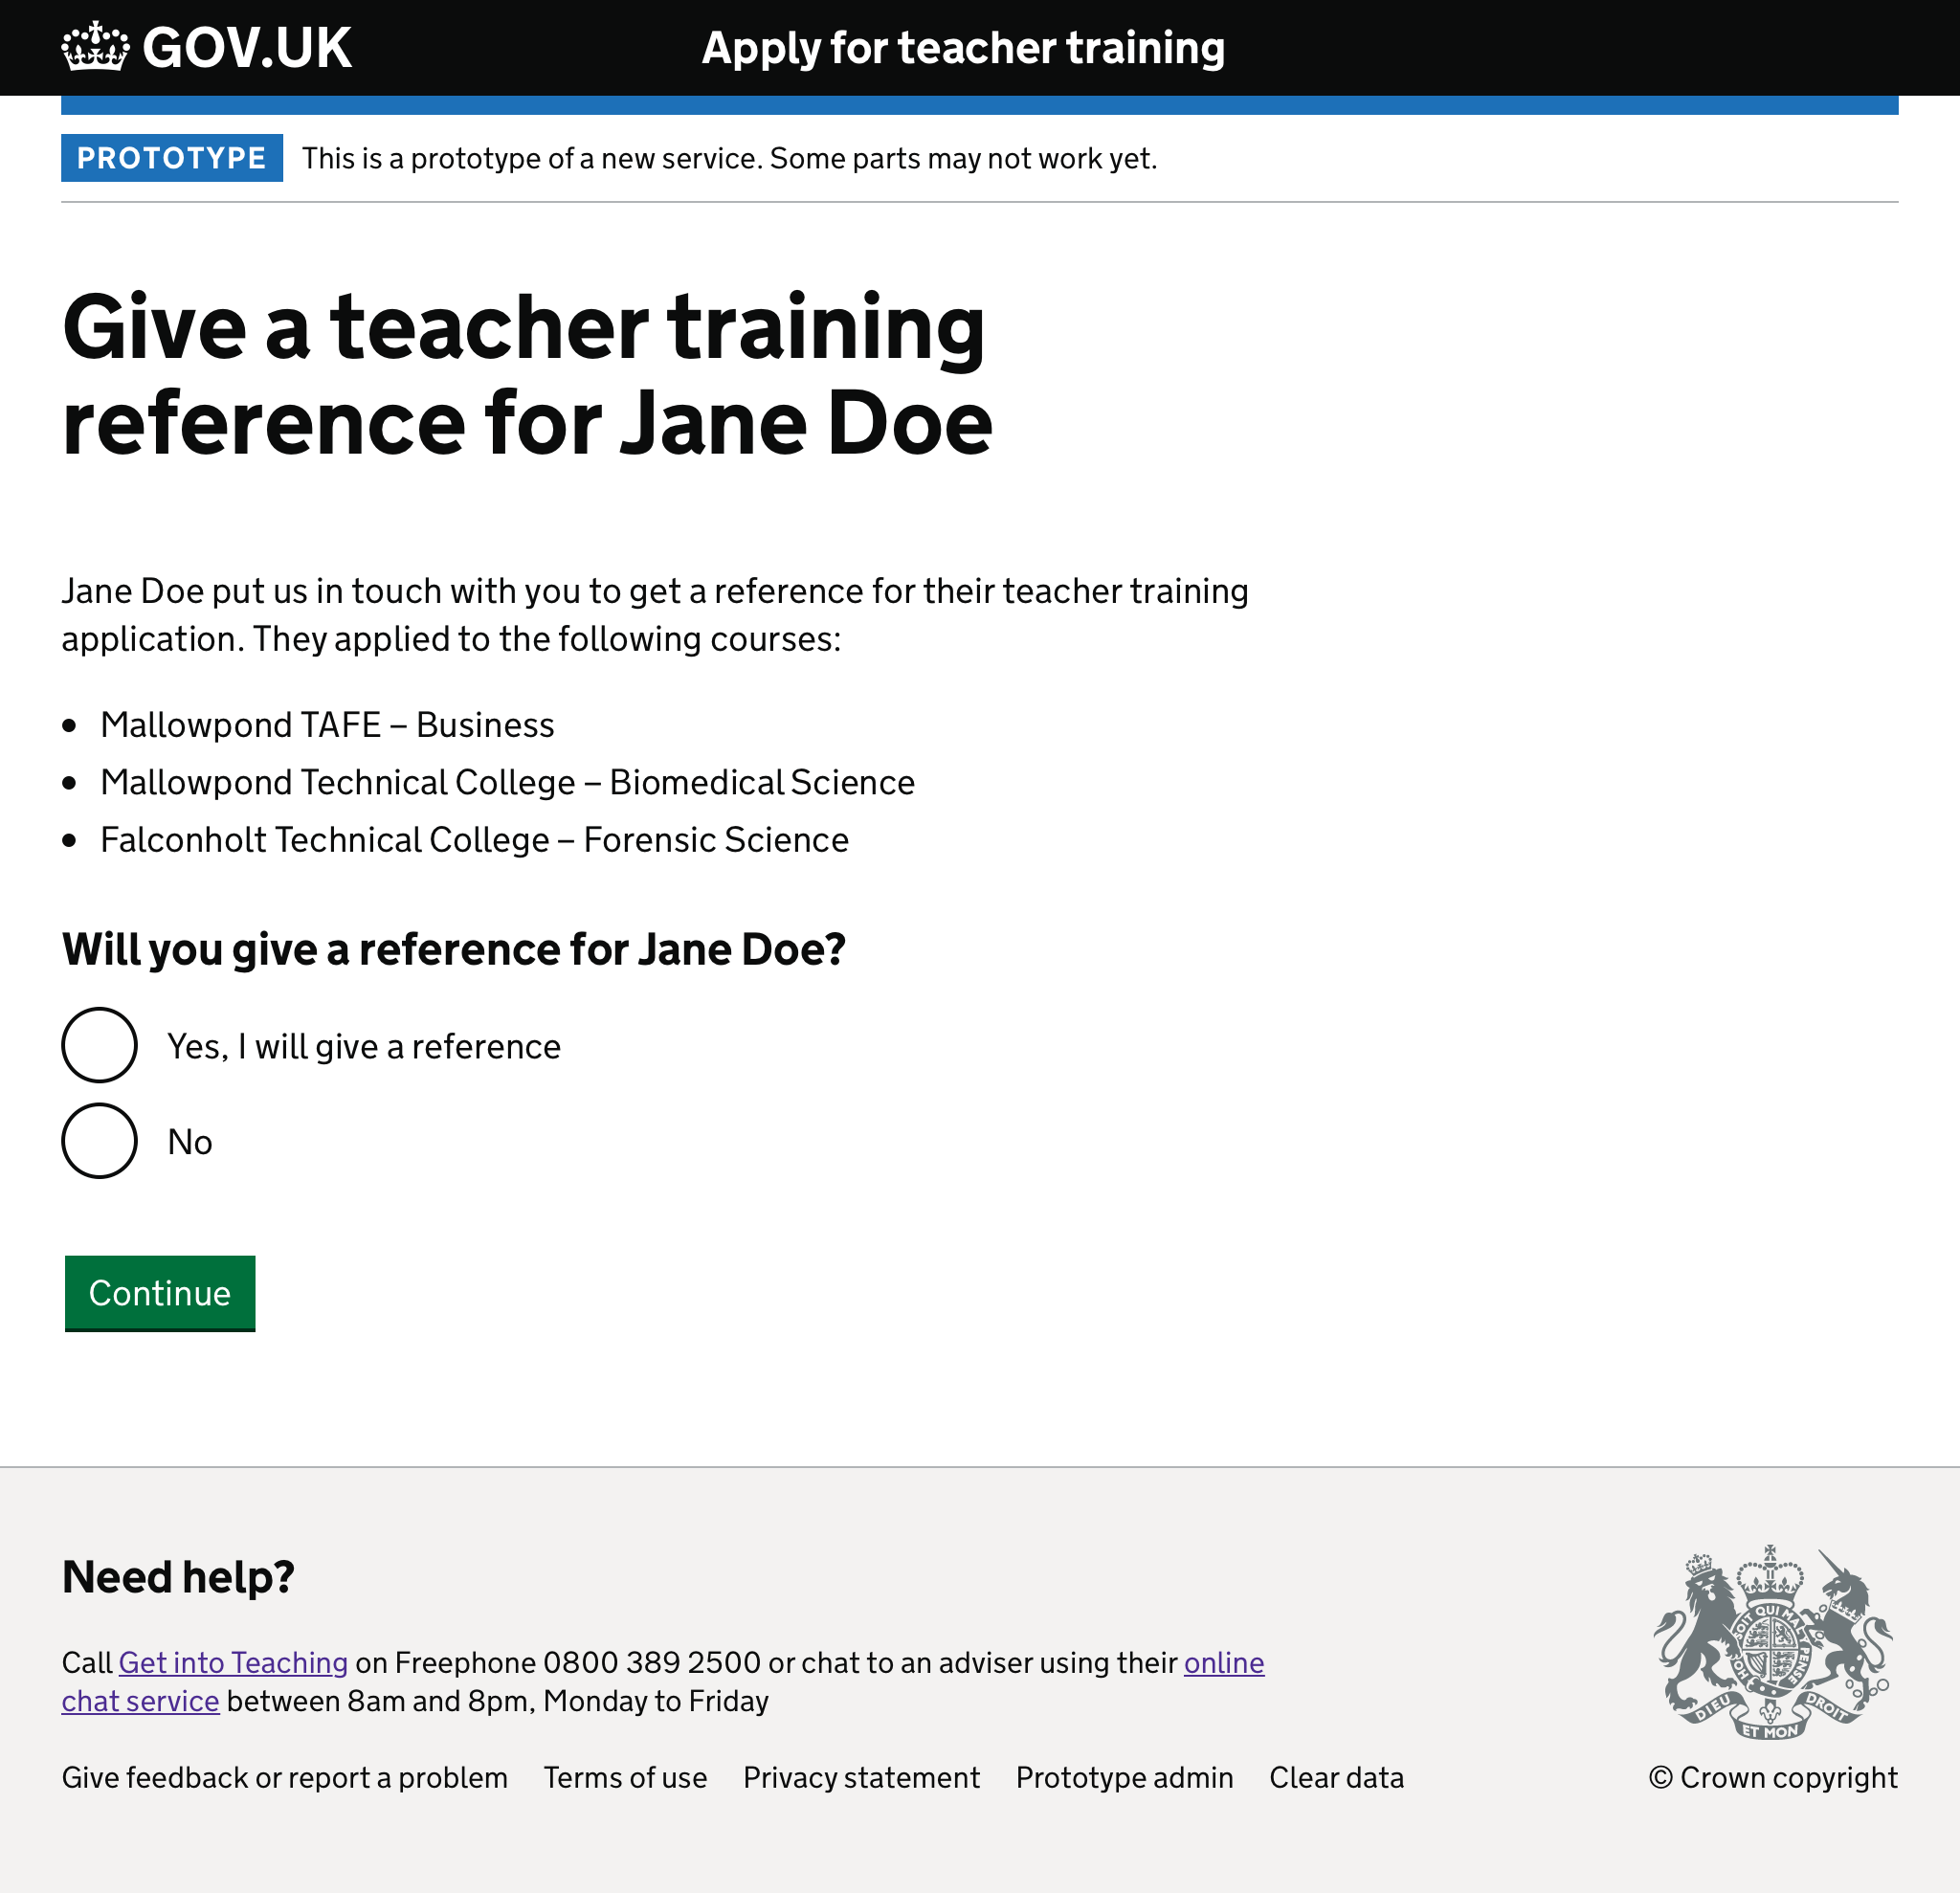 GOV.UK
Apply for teacher training
PROTOTYPE
This is a prototype of a new service. Some parts may not work yet.
Give a teacher training
reference for Jane Doe
Jane Doe put us in touch with you to get a reference for their teacher training
application. They applied to the following courses:
Mallowpond TAFE – Business
Mallowpond Technical College – Biomedical Science
Falconholt Technical College – Forensic Science
Will you give a reference for Jane Doe?
Yes, I will give a reference
No
Continue
Need help?
Call Get into Teaching on Freephone 0800 389 2500 or chat to an adviser using their online
chat service between 8am and 8pm, Monday to Friday
SOIT QUI MAL
PENSE
HON
DIEU
ET MON
DROIT
Give feedback or report a problem
Terms of use
Privacy statement
Prototype admin
Clear data
© Crown copyright